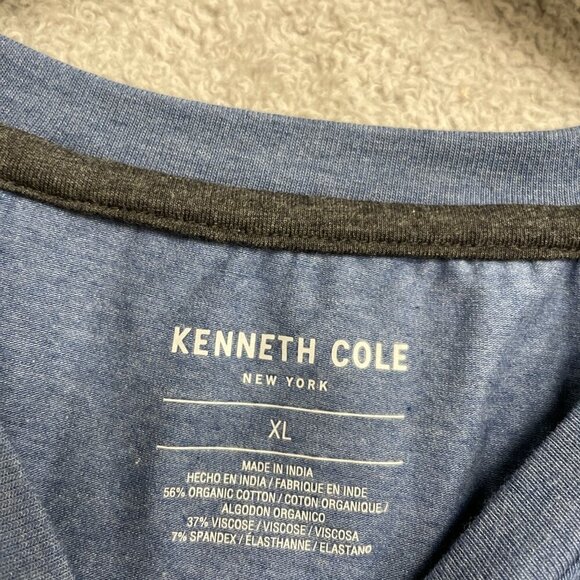 KENNETH COLE
NEW YORK
XL
MADE IN INDIA
HECHO EN INDIA / FABRIQUE EN INDE
56% ORGANIC COTTON / COTON ORGANIQUE /
ALGODON ORGANICO
37% VISCOSE / VISCOSE / VISCOSA
7% SPANDEX / ÉLASTHANNE / ELASTANO